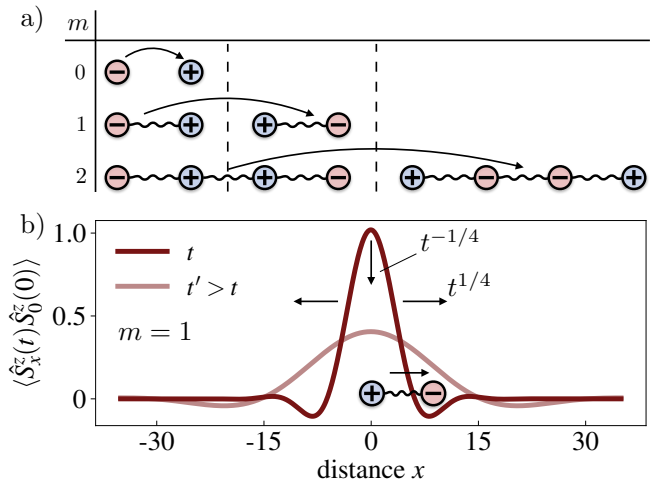 a) m
0 − +
1 − + + −
2 − + + − + − − +
b)
1.0
0.5
0
⟨Ŝ^z_x(t)Ŝ^z_0(0)⟩
t
t′ > t
m = 1
t^{-1/4}
t^{1/4}
+ −
-30 -15 0 15 30
distance x